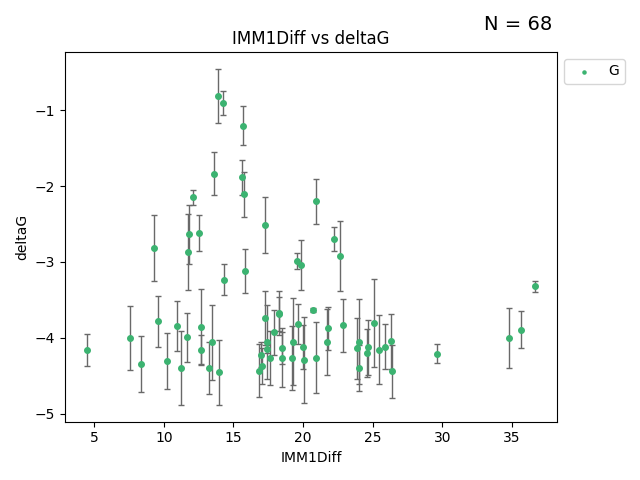 N = 68
IMM1Diff vs deltaG
G
−1
−2
−3
−4
−5
deltaG
5 10 15 20 25 30 35
IMM1Diff